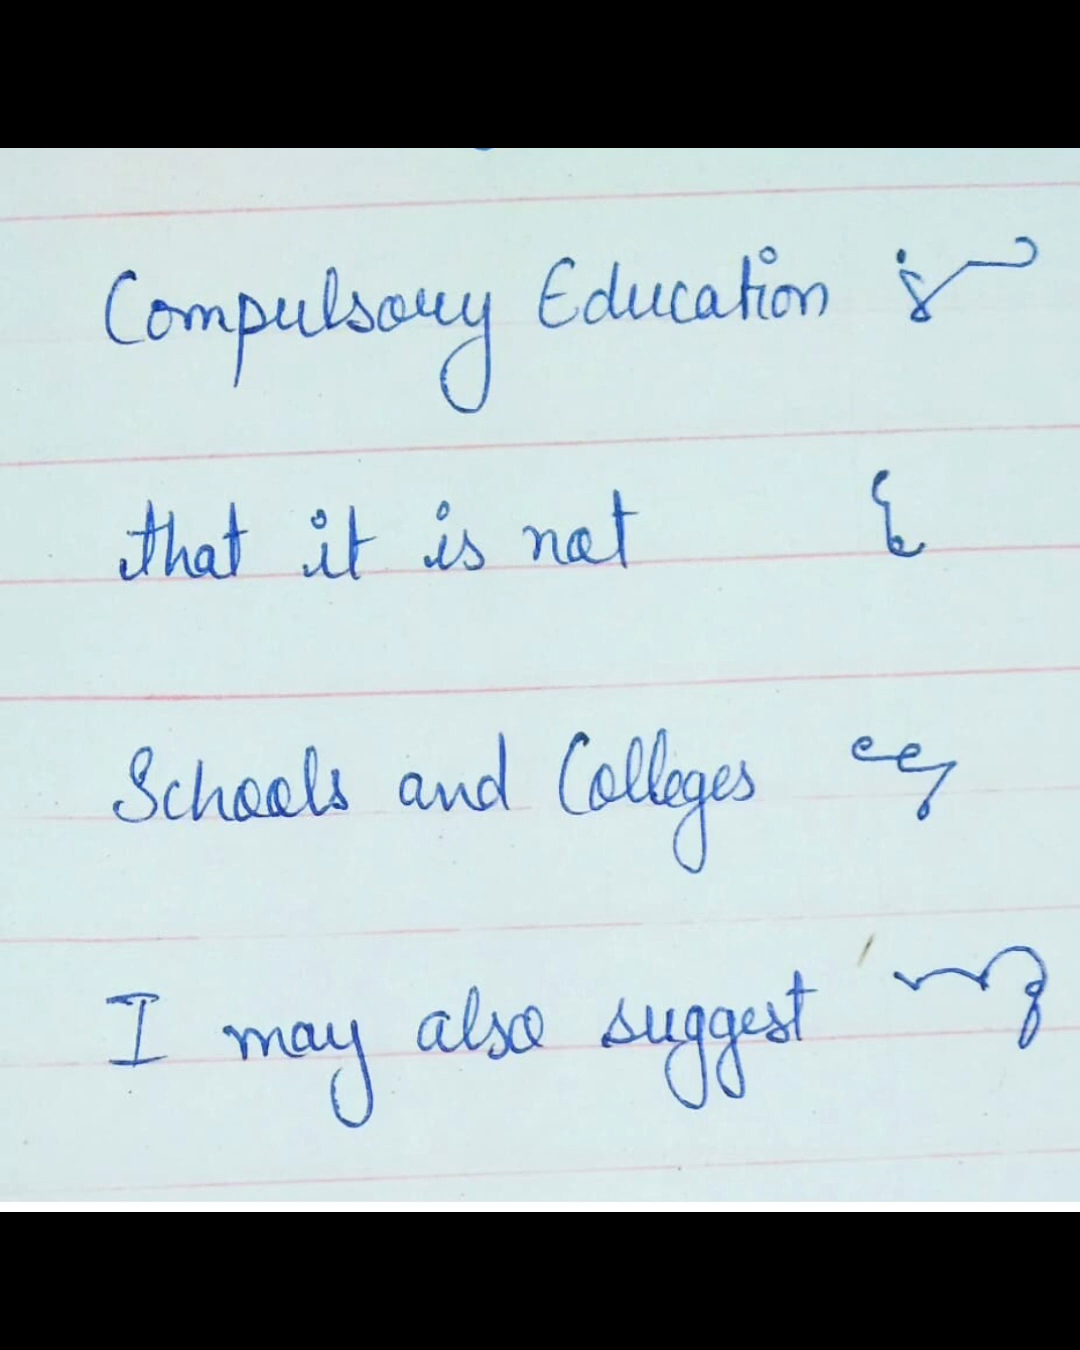 Compulsory Education
that it is not
Schools and Colleges
I may also suggest